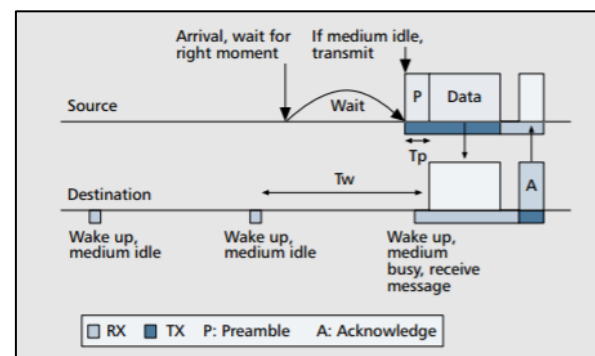 Arrival, wait for
right moment
If medium idle,
transmit
P
Data
Source
Wait
Tp
Tw
A
Destination
Wake up,
medium idle
Wake up,
medium idle
Wake up,
medium
busy, receive
message
RX TX P: Preamble A: Acknowledge